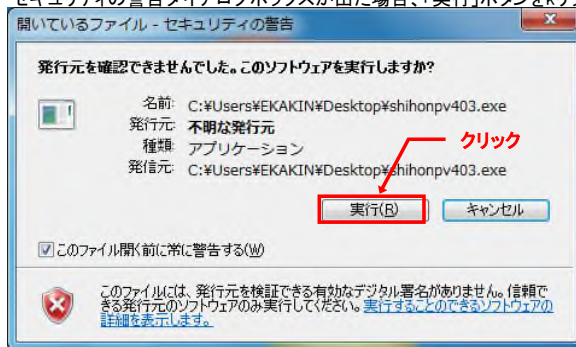 セキュリティの警告ダイアログボックスが出た場合、「実行」ボタンをR
開いているファイル - セキュリティの警告
発行元を確認できませんでした。このソフトウェアを実行しますか?
名前: C:¥Users¥EKAKIN¥Desktop¥shihonpv403.exe
発行元: 不明な発行元
種類: アプリケーション
発信元: C:¥Users¥EKAKIN¥Desktop¥shihonpv403.exe
クリック
実行(R)
キャンセル
このファイル開く前に常に警告する(W)
このファイルには、発行元を検証できる有効なデジタル署名がありません。信頼で
きる発行元のソフトウェアのみ実行してください。実行することのできるソフトウェアの
詳細を表示します。